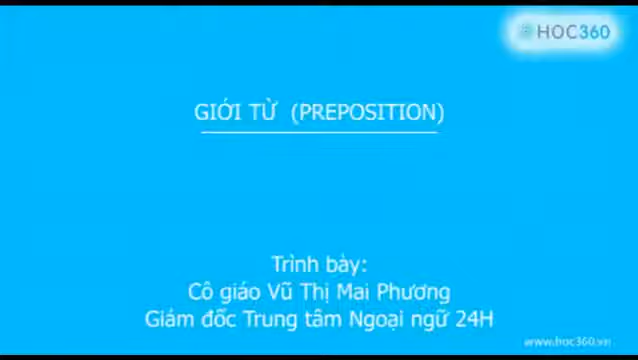 HOC360
GIỚI TỪ (PREPOSITION)
Trình bày:
Cô giáo Vũ Thị Mai Phương
Giám đốc Trung tâm Ngoại ngữ 24H
www.hoc360.vn